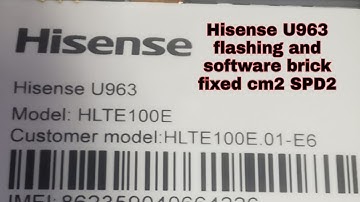 Hisense
Hisense U963
flashing and
software brick
fixed cm2 SPD2
Hisense U963
Model: HLTE100E
Customer model:HLTE100E.01-E6